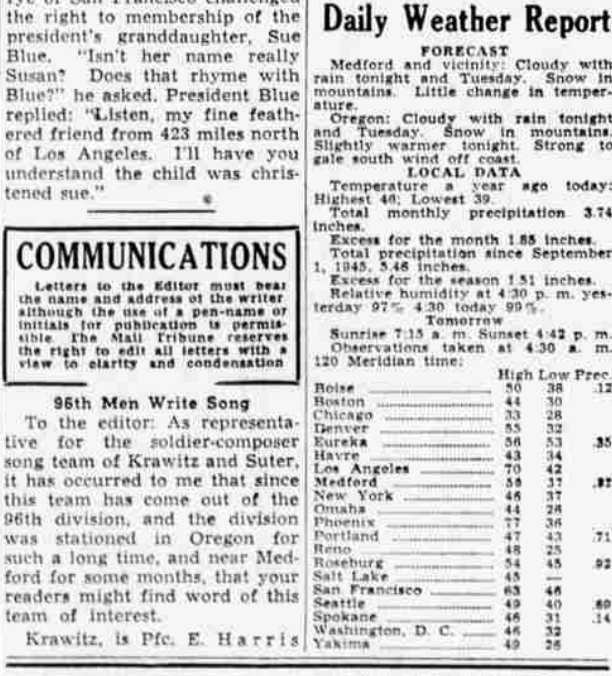 the right to membership of the
president's granddaughter, Sue
Blue. "Isn't her name really
Susan? Does that rhyme with
Blue?" he asked. President Blue
replied: "Listen, my fine feath-
ered friend from 423 miles north
of Los Angeles. I'll have you
understand the child was chris-
tened sue."
COMMUNICATIONS
Letters to the Editor must bear
the name and address of the writer
although the use of a pen-name or
initials for publication is permis-
sible. The Mail Tribune reserves
the right to edit all letters with a
view to clarity and condensation
96th Men Write Song
To the editor: As representa-
tive for the soldier-composer
song team of Krawitz and Suter,
it has occurred to me that since
this team has come out of the
96th division, and the division
was stationed in Oregon for
such a long time, and near Med-
ford for some months, that your
readers might find word of this
team of interest.
Krawitz, is Pfc. E. Harris
Daily Weather Report
FORECAST
Medford and vicinity: Cloudy with
rain tonight and Tuesday. Snow in
mountains. Little change in temper-
ature.
Oregon: Cloudy with rain tonight
and Tuesday. Snow in mountains
Slightly warmer tonight. Strong to
gale south wind off coast.
LOCAL DATA
Temperature a year ago today:
Highest 46; Lowest 39.
Total monthly precipitation 3.74
inches.
Excess for the month 1.85 inches.
Total precipitation since September
1, 1945, 5.46 inches.
Excess for the season 1.51 inches.
Relative humidity at 4:30 p. m. yes-
terday 97% 4:30 today 99%.
Tomorrow
Sunrise 7:15 a. m. Sunset 4:42 p. m.
Observations taken at 4:30 a. m.
120 Meridian time:
High Low Prec.
Boise 50 38 .12
Boston 44 30
Chicago 33 28
Denver 55 32
Eureka 56 53 .35
Havre 43 34
Los Angeles 70 42
Medford 58 37
New York 46 37
Omaha 44 26
Phoenix 77 36
Portland 47 43 .71
Reno 48 25
Roseburg 54 45 .92
Salt Lake 45 —
San Francisco 63 46
Seattle 49 40 .69
Spokane 46 31 .14
Washington, D. C. 46 32
Yakima 49 26